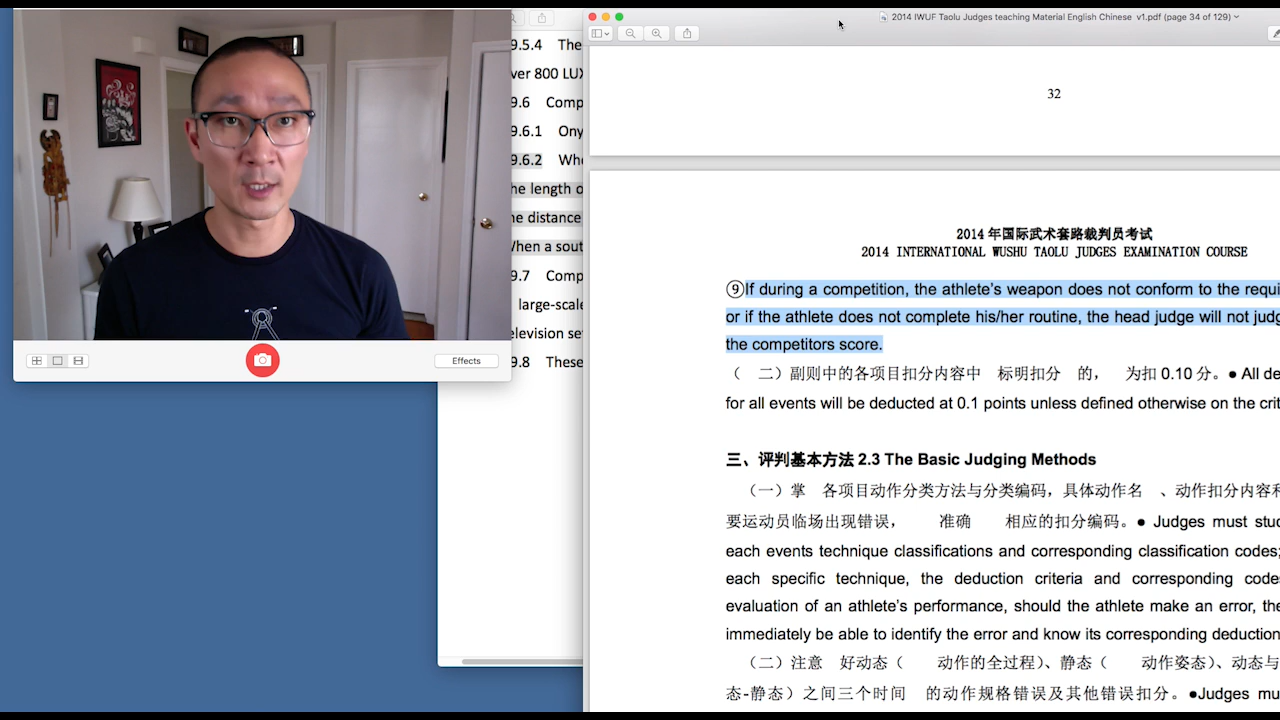 2014 IWUF Taolu Judges teaching Material English Chinese v1.pdf (page 34 of 129)
9.5.4 The
ver 800 LUX
9.6 Comp
9.6.1 Ony
9.6.2 Whe
he length o
he distance
When a sout
9.7 Comp
large-scale
elevision se
9.8 These
Effects
32
2014 年国际武术套路裁判员考试
2014 INTERNATIONAL WUSHU TAOLU JUDGES EXAMINATION COURSE
⑨If during a competition, the athlete's weapon does not conform to the requi
or if the athlete does not complete his/her routine, the head judge will not judg
the competitors score.
（ 二）副则中的各项目扣分内容中 标明扣分 的， 为扣 0.10 分。● All de
for all events will be deducted at 0.1 points unless defined otherwise on the crit
三、评判基本方法 2.3 The Basic Judging Methods
（一）掌 各项目动作分类方法与分类编码，具体动作名 、动作扣分内容和
要运动员临场出现错误， 准确 相应的扣分编码。● Judges must stud
each events technique classifications and corresponding classification codes;
each specific technique, the deduction criteria and corresponding code
evaluation of an athlete's performance, should the athlete make an error, the
immediately be able to identify the error and know its corresponding deduction
（二）注意 好动态（ 动作的全过程）、静态（ 动作姿态）、动态与
态-静态）之间三个时间 的动作规格错误及其他错误扣分。●Judges mu